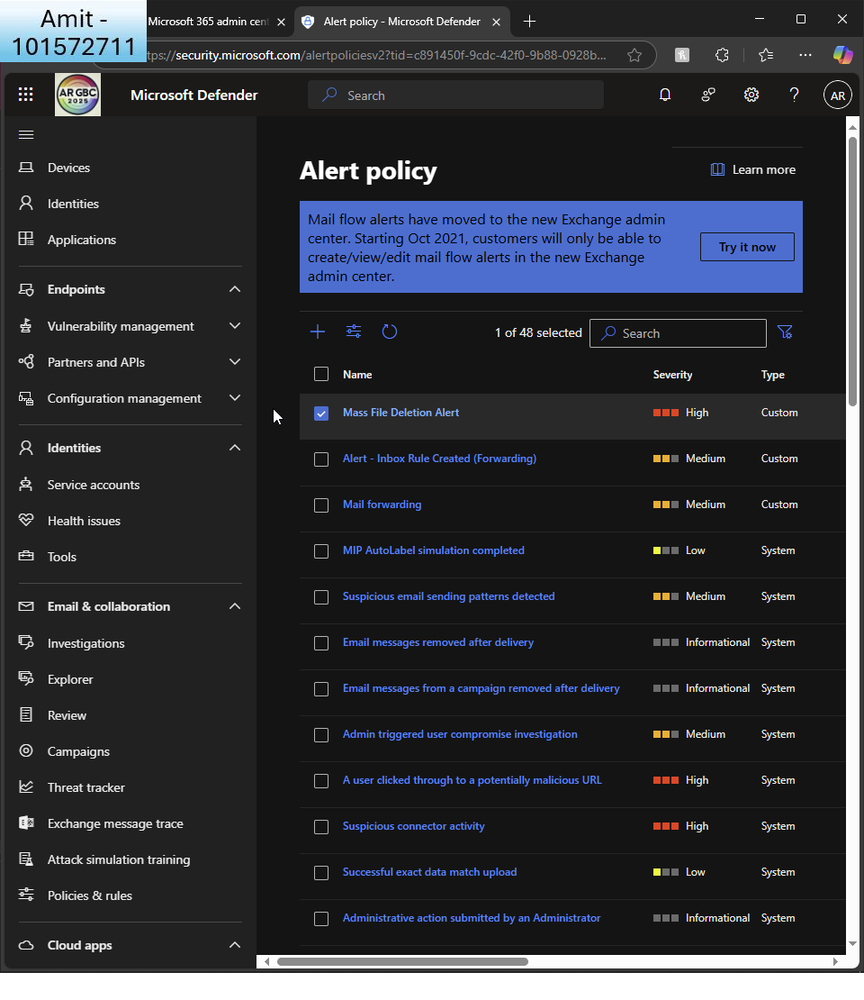 Amit -
101572711
Microsoft 365 admin cen
Alert policy - Microsoft Defender
tps://security.microsoft.com/alertpoliciesv2?tid=c891450f-9cdc-42f0-9b88-0928b...
AR GBC
2025
Microsoft Defender
Search
AR
Devices
Identities
Applications
Endpoints
Vulnerability management
Partners and APIs
Configuration management
Identities
Service accounts
Health issues
Tools
Email & collaboration
Investigations
Explorer
Review
Campaigns
Threat tracker
Exchange message trace
Attack simulation training
Policies & rules
Cloud apps
Alert policy
Learn more
Mail flow alerts have moved to the new Exchange admin
center. Starting Oct 2021, customers will only be able to
create/view/edit mail flow alerts in the new Exchange
admin center.
Try it now
1 of 48 selected
Search
Name Severity Type
Mass File Deletion Alert High Custom
Alert - Inbox Rule Created (Forwarding) Medium Custom
Mail forwarding Medium Custom
MIP AutoLabel simulation completed Low System
Suspicious email sending patterns detected Medium System
Email messages removed after delivery Informational System
Email messages from a campaign removed after delivery Informational System
Admin triggered user compromise investigation Medium System
A user clicked through to a potentially malicious URL High System
Suspicious connector activity High System
Successful exact data match upload Low System
Administrative action submitted by an Administrator Informational System